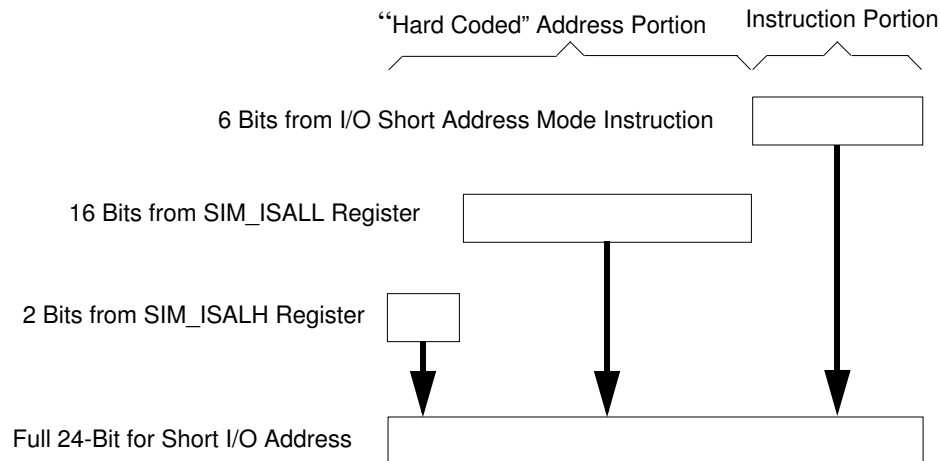 “Hard Coded” Address Portion
Instruction Portion
6 Bits from I/O Short Address Mode Instruction
16 Bits from SIM_ISALL Register
2 Bits from SIM_ISALH Register
Full 24-Bit for Short I/O Address